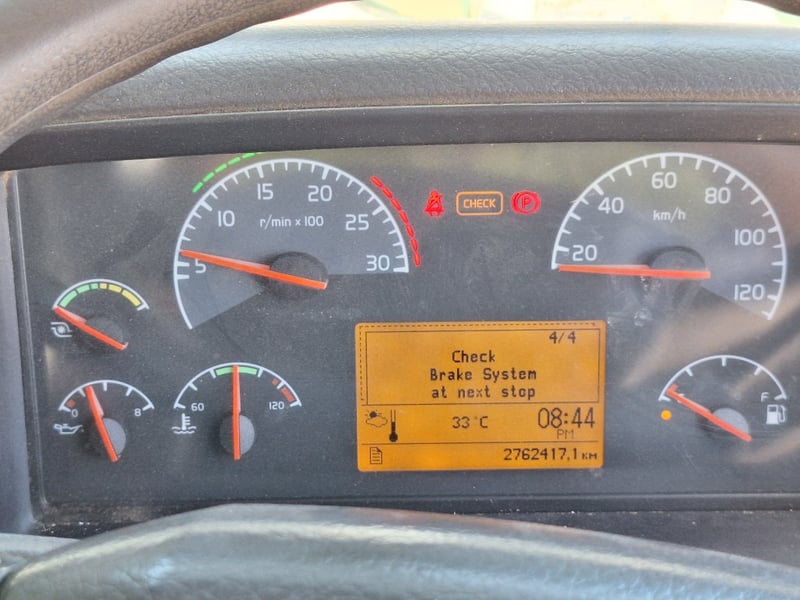 15
20
10
25
r/min x 100
5
30
CHECK
P
60
40
80
km/h
20
100
120
0
8
60
120
4/4
Check
Brake System
at next stop
33°C
08:44
PM
2762417,1 KM
F